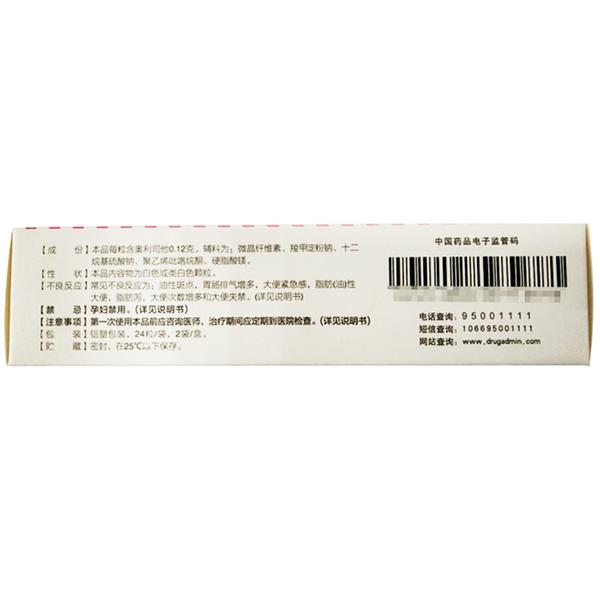 【成 份】本品每粒含奥利司他0.12克。辅料为：微晶纤维素、羧甲淀粉钠、十二
烷基硫酸钠、聚乙烯吡咯烷酮、硬脂酸镁。
【性 状】本品内容物为白色或类白色颗粒。
【不良反应】常见不良反应为：油性斑点，胃肠排气增多，大便紧急感，脂肪(油)性
大便，脂肪泻，大便次数增多和大便失禁。(详见说明书)
【禁 忌】孕妇禁用。（详见说明书）
【注意事项】第一次使用本品前应咨询医师，治疗期间应定期到医院检查。（详见说明书）
【包 装】铝塑包装，24粒/袋、2袋/盒。
【贮 藏】密封，在25℃以下保存。
中国药品电子监管码
电话查询：95001111
短信查询：106695001111
网站查询：www.drugadmin.com